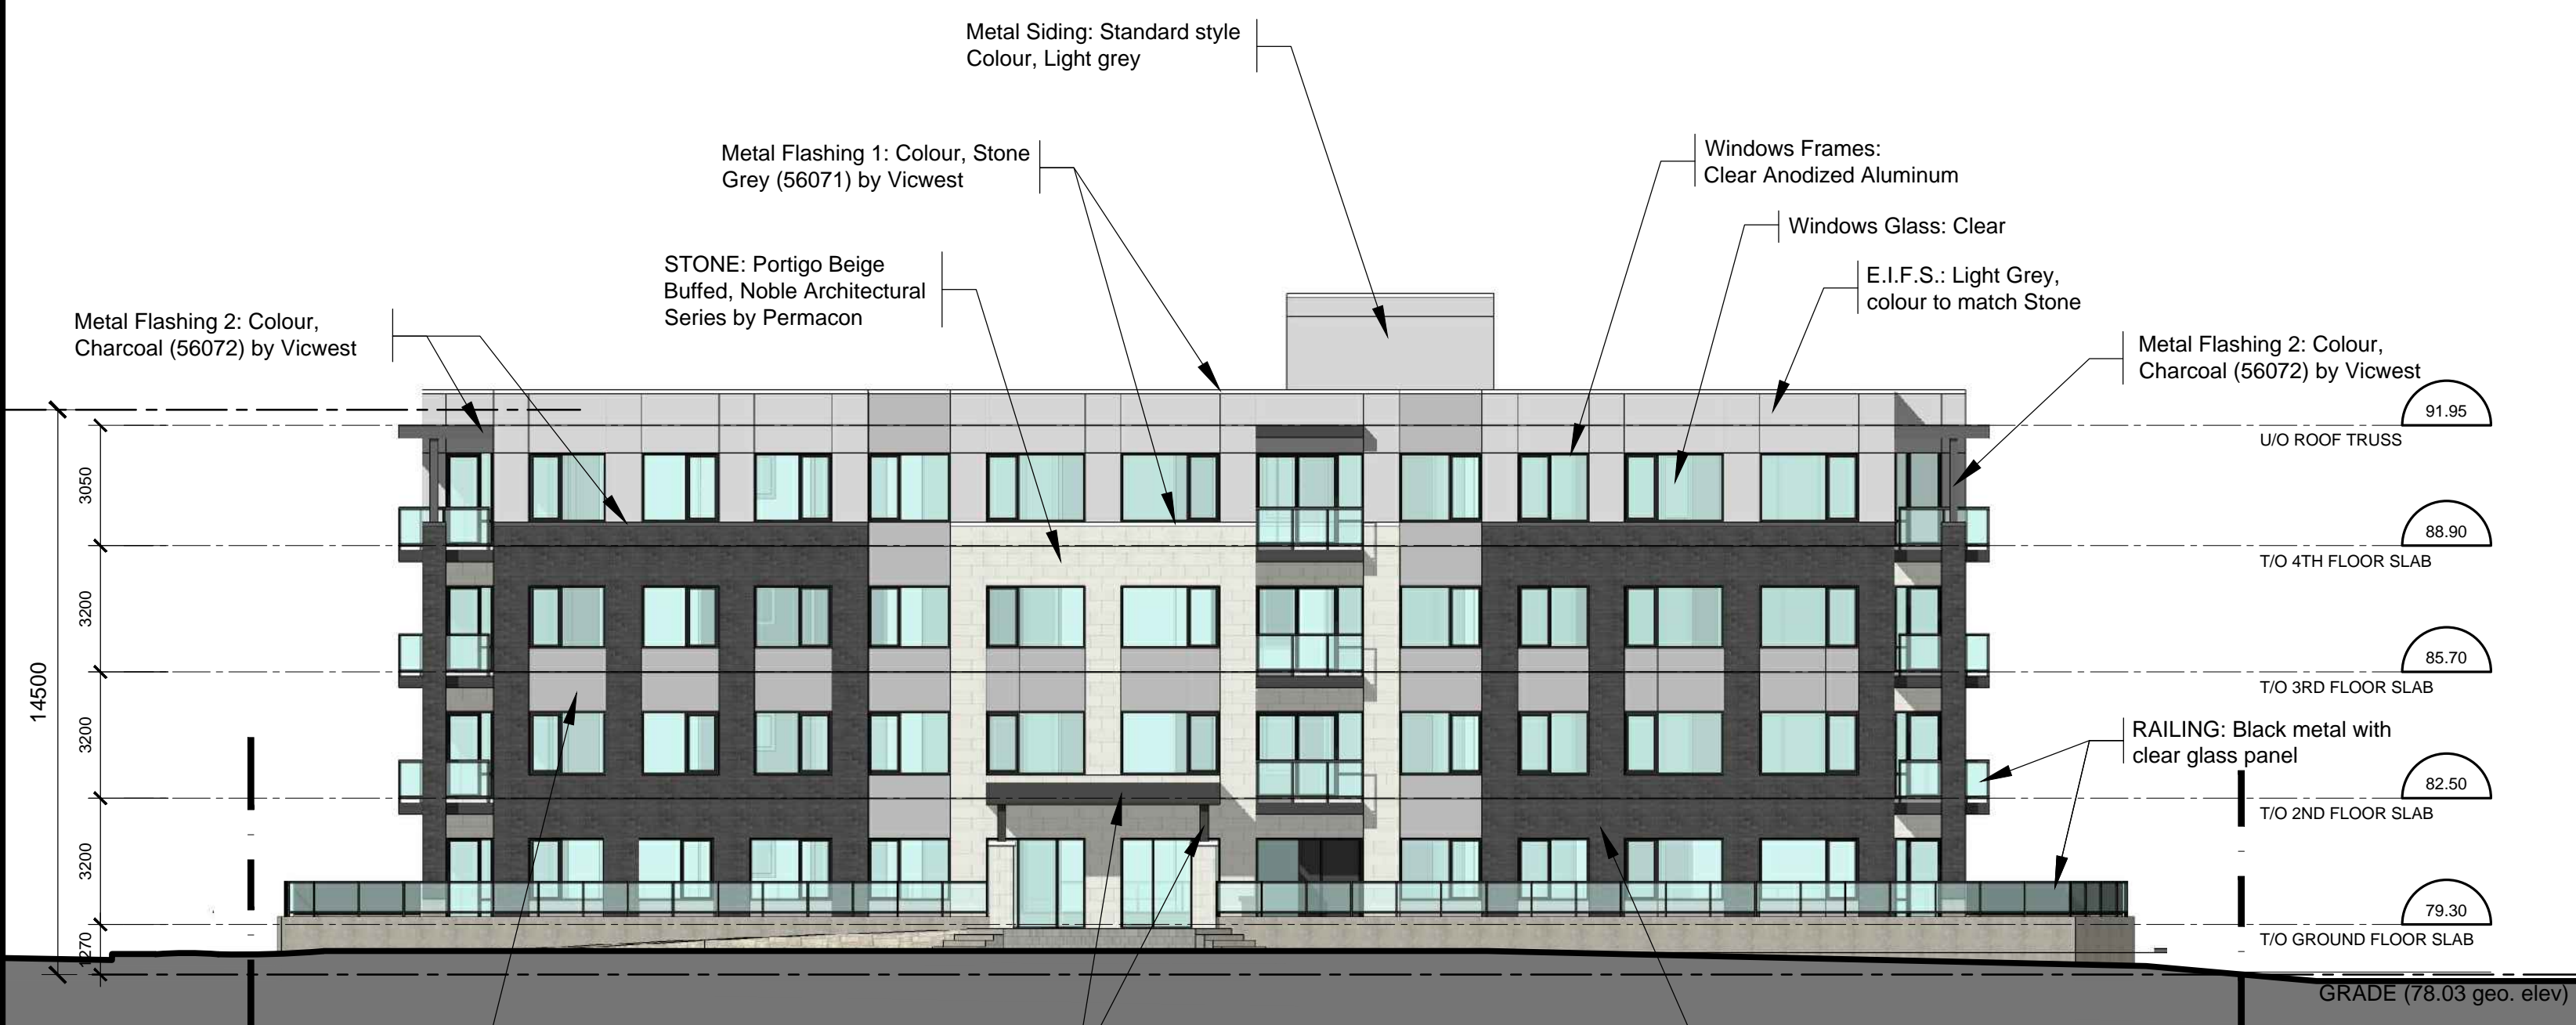 Metal Siding: Standard style
Colour, Light grey
Metal Flashing 1: Colour, Stone
Grey (56071) by Vicwest
Windows Frames:
Clear Anodized Aluminum
Windows Glass: Clear
STONE: Portigo Beige
Buffed, Noble Architectural
Series by Permacon
E.I.F.S.: Light Grey,
colour to match Stone
Metal Flashing 2: Colour,
Charcoal (56072) by Vicwest
Metal Flashing 2: Colour,
Charcoal (56072) by Vicwest
91.95
U/O ROOF TRUSS
3050
88.90
T/O 4TH FLOOR SLAB
3200
85.70
T/O 3RD FLOOR SLAB
14500
3200
RAILING: Black metal with
clear glass panel
82.50
T/O 2ND FLOOR SLAB
3200
79.30
T/O GROUND FLOOR SLAB
1270
GRADE (78.03 geo. elev)